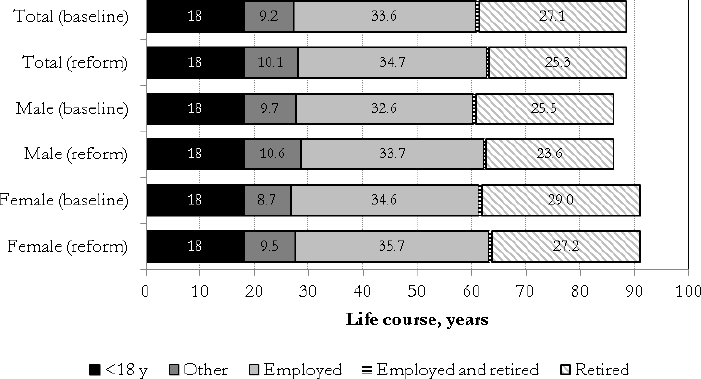 Total (baseline) 18 9.2 33.6 27.1
Total (reform) 18 10.1 34.7 25.3
Male (baseline) 18 9.7 32.6 25.5
Male (reform) 18 10.6 33.7 23.6
Female (baseline) 18 8.7 34.6 29.0
Female (reform) 18 9.5 35.7 27.2
0 10 20 30 40 50 60 70 80 90 100
Life course, years
<18 y Other Employed Employed and retired Retired